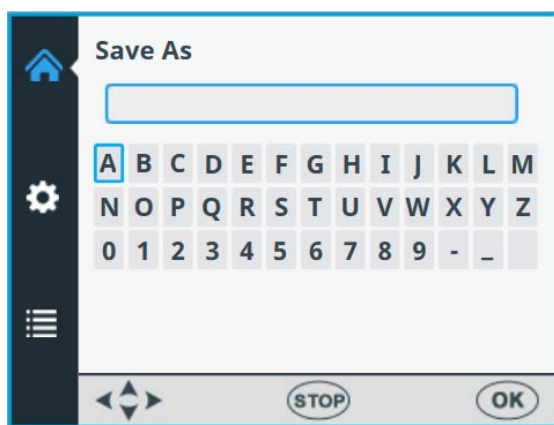 Save As
A B C D E F G H I J K L M
N O P Q R S T U V W X Y Z
0 1 2 3 4 5 6 7 8 9 - _
STOP OK